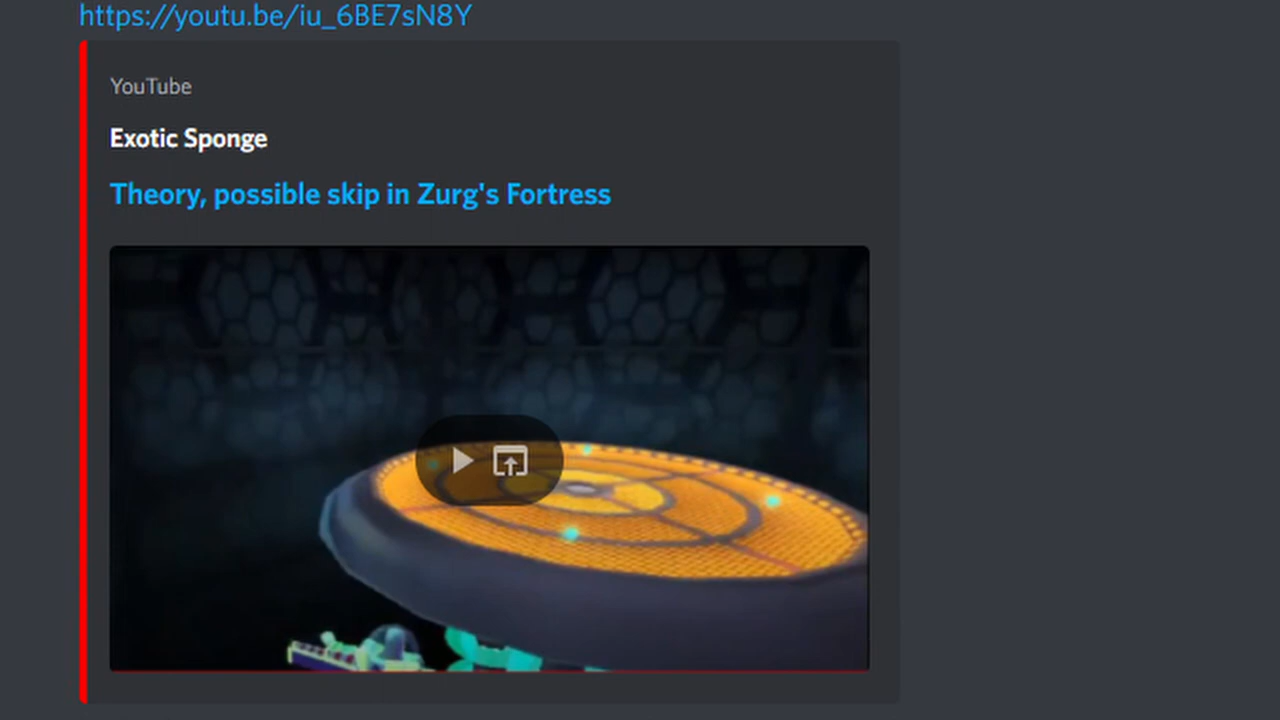 https://youtu.be/iu_6BE7sN8Y
YouTube
Exotic Sponge
Theory, possible skip in Zurg's Fortress